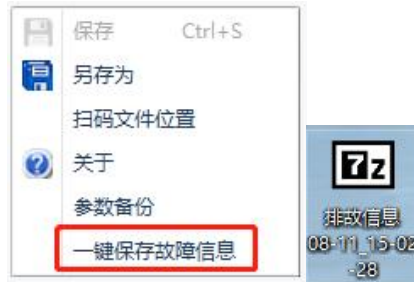 保存 Ctrl+S
另存为
扫码文件位置
关于
参数备份
一键保存故障信息
7z
排故信息
08-11_15-02
-28